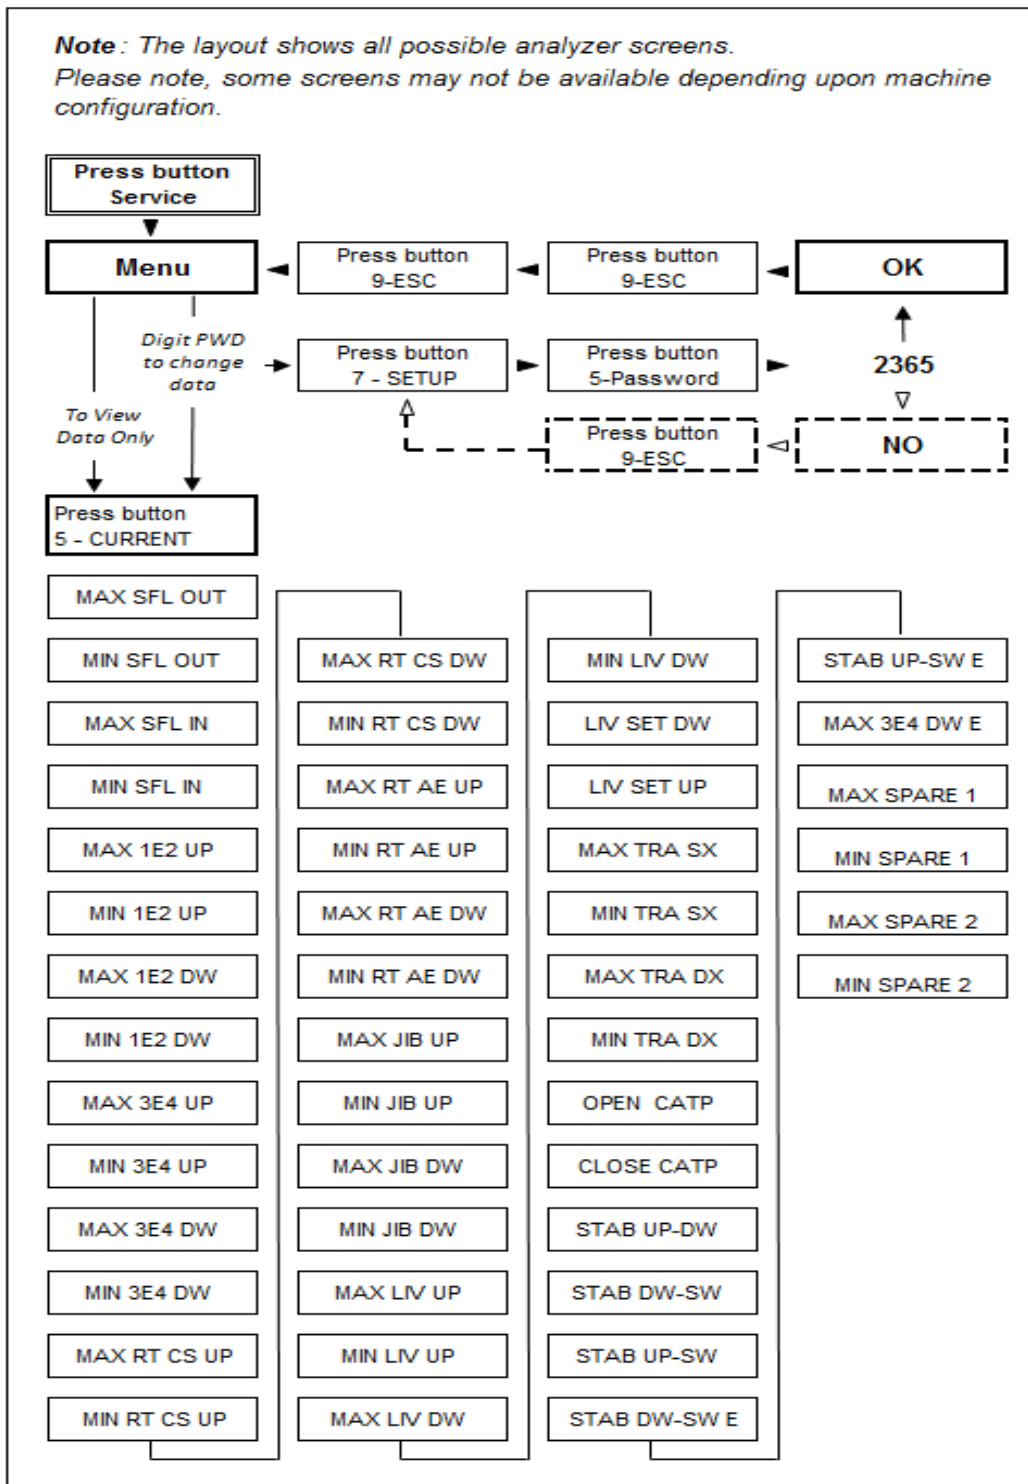 Note: The layout shows all possible analyzer screens.
Please note, some screens may not be available depending upon machine
configuration.
Press button
Service
Menu
Press button
9-ESC
Press button
9-ESC
OK
Digit PWD
to change
data
Press button
7 - SETUP
Press button
5-Password
2365
To View
Data Only
Press button
9-ESC
NO
Press button
5 - CURRENT
MAX SFL OUT
MIN SFL OUT
MAX SFL IN
MIN SFL IN
MAX 1E2 UP
MIN 1E2 UP
MAX 1E2 DW
MIN 1E2 DW
MAX 3E4 UP
MIN 3E4 UP
MAX 3E4 DW
MIN 3E4 DW
MAX RT CS UP
MIN RT CS UP
MAX RT CS DW
MIN RT CS DW
MAX RT AE UP
MIN RT AE UP
MAX RT AE DW
MIN RT AE DW
MAX JIB UP
MIN JIB UP
MAX JIB DW
MIN JIB DW
MAX LIV UP
MIN LIV UP
MAX LIV DW
MIN LIV DW
LIV SET DW
LIV SET UP
MAX TRA SX
MIN TRA SX
MAX TRA DX
MIN TRA DX
OPEN CATP
CLOSE CATP
STAB UP-DW
STAB DW-SW
STAB UP-SW
STAB DW-SW E
STAB UP-SW E
MAX 3E4 DW E
MAX SPARE 1
MIN SPARE 1
MAX SPARE 2
MIN SPARE 2